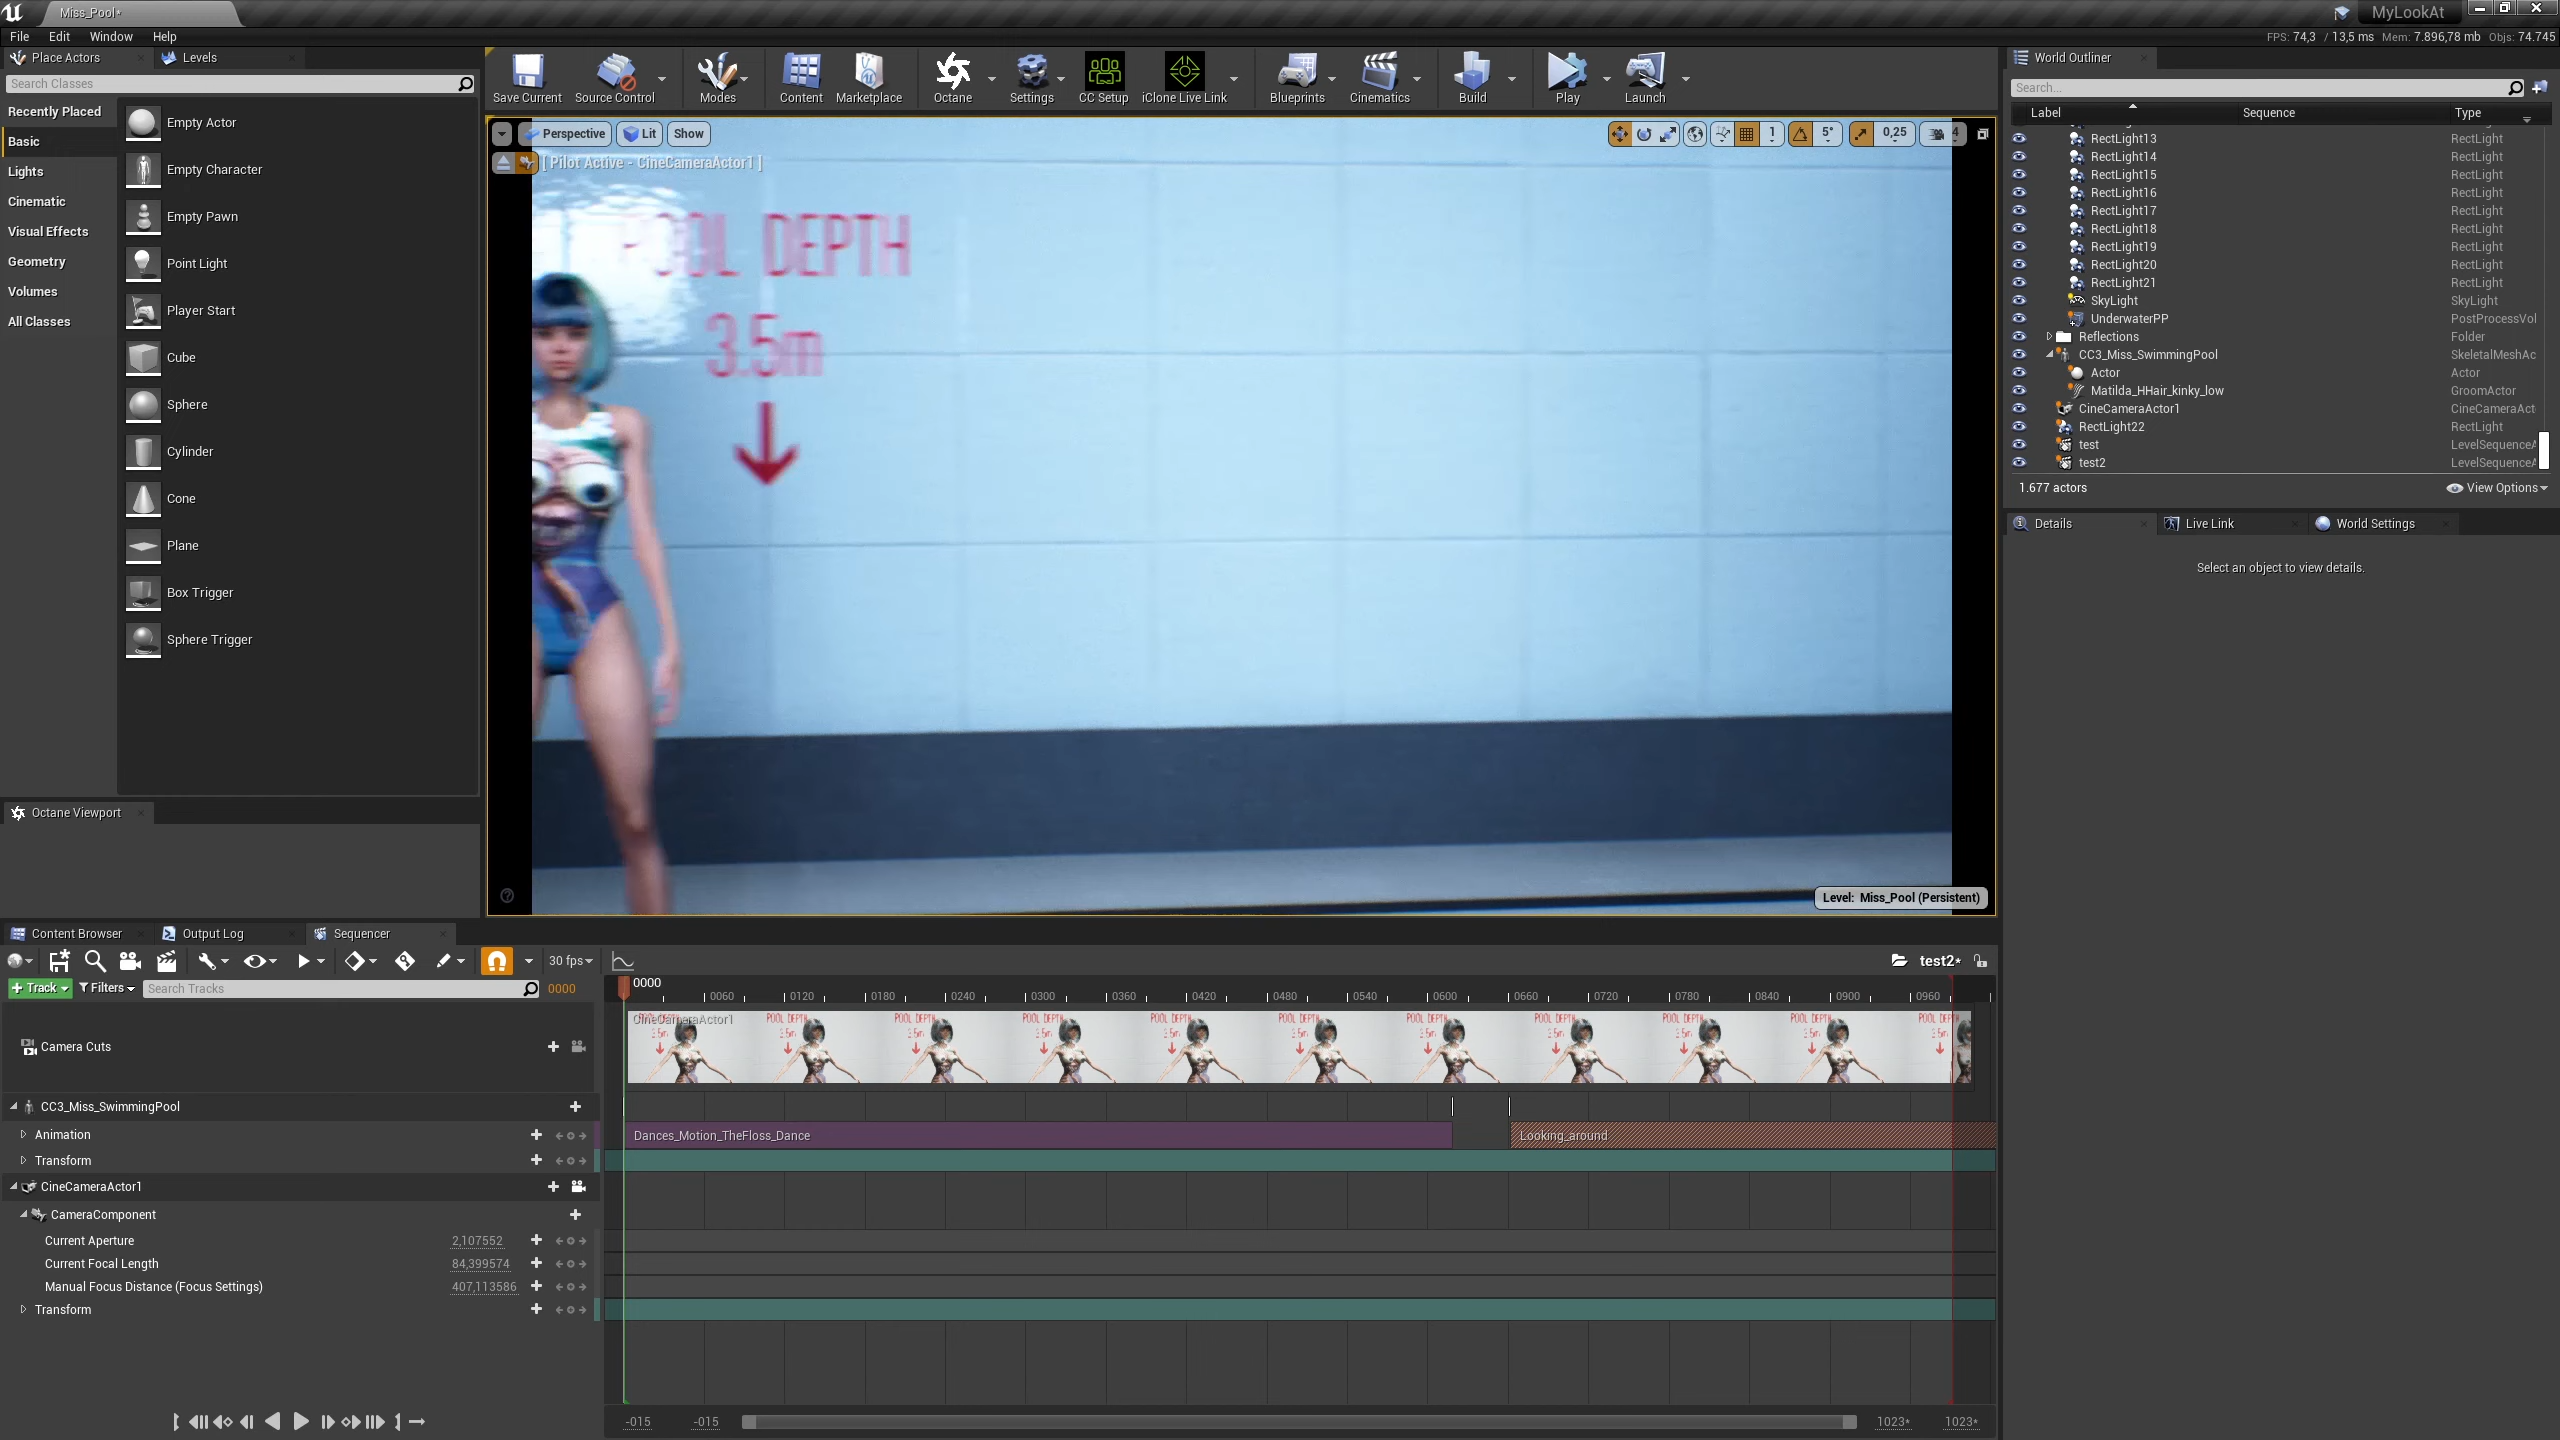 Miss_Pool*
MyLookAt
File Edit Window Help
FPS: 74,3 / 13,5 ms Mem: 7.896,78 mb Objs: 74.745
Place Actors
Levels
Search Classes
Recently Placed
Basic
Lights
Cinematic
Visual Effects
Geometry
Volumes
All Classes
Empty Actor
Empty Character
Empty Pawn
Point Light
Player Start
Cube
Sphere
Cylinder
Cone
Plane
Box Trigger
Sphere Trigger
Octane Viewport
Save Current
Source Control
Modes
Content
Marketplace
Octane
Settings
CC Setup
iClone Live Link
Blueprints
Cinematics
Build
Play
Launch
Perspective
Lit
Show
1
5°
0,25
4
[ Pilot Active - CineCameraActor1 ]
POOL DEPTH
3.5m
Level: Miss_Pool (Persistent)
World Outliner
Search...
Label Sequence Type
RectLight13 RectLight
RectLight14 RectLight
RectLight15 RectLight
RectLight16 RectLight
RectLight17 RectLight
RectLight18 RectLight
RectLight19 RectLight
RectLight20 RectLight
RectLight21 RectLight
SkyLight SkyLight
UnderwaterPP PostProcessVol
Reflections Folder
CC3_Miss_SwimmingPool SkeletalMeshAc
Actor Actor
Matilda_HHair_kinky_low GroomActor
CineCameraActor1 CineCameraAct
RectLight22 RectLight
test LevelSequenceA
test2 LevelSequenceA
1.677 actors
View Options
Details
Live Link
World Settings
Select an object to view details.
Content Browser
Output Log
Sequencer
30 fps
test2*
Track
Filters
Search Tracks
0000
0000
0060 0120 0180 0240 0300 0360 0420 0480 0540 0600 0660 0720 0780 0840 0900 0960
Camera Cuts
CineCameraActor1
POOL DEPTH
3.5m
CC3_Miss_SwimmingPool
Animation
Dances_Motion_TheFloss_Dance
Looking_around
Transform
CineCameraActor1
CameraComponent
Current Aperture 2,107552
Current Focal Length 84,399574
Manual Focus Distance (Focus Settings) 407,113586
Transform
-015 -015 1023* 1023*